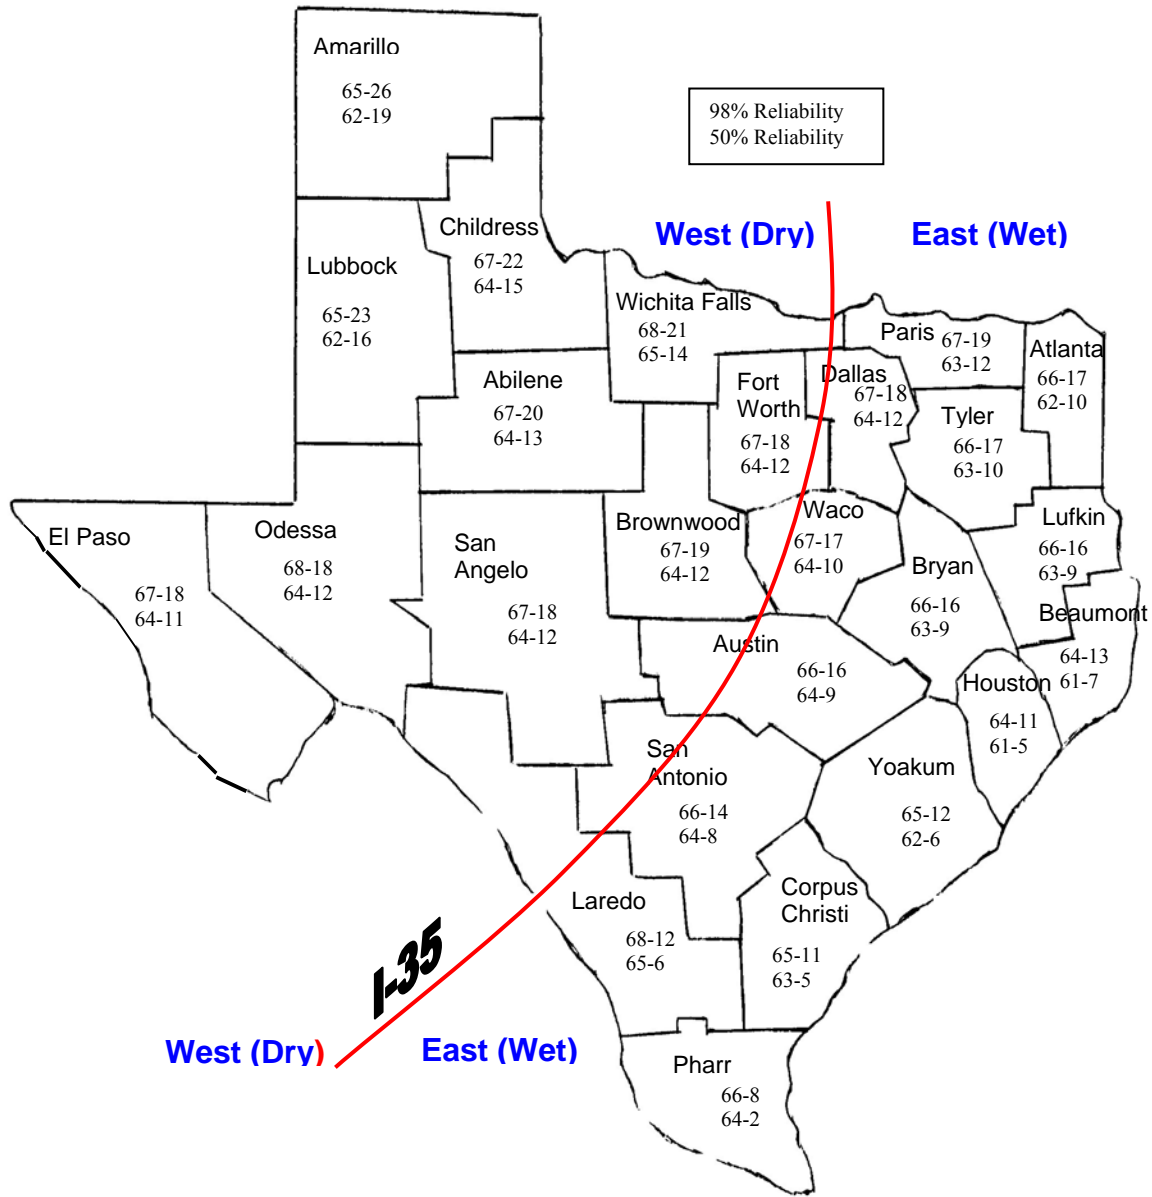 Amarillo
65-26
62-19
98% Reliability
50% Reliability
West (Dry)
East (Wet)
Childress
67-22
64-15
Lubbock
65-23
62-16
Wichita Falls
68-21
65-14
Paris
67-19
63-12
Atlanta
66-17
62-10
Abilene
67-20
64-13
Fort
Worth
67-18
64-12
Dallas
67-18
64-12
Tyler
66-17
63-10
El Paso
67-18
64-11
Odessa
68-18
64-12
San
Angelo
67-18
64-12
Brownwood
67-19
64-12
Waco
67-17
64-10
Bryan
66-16
63-9
Lufkin
66-16
63-9
Beaumont
64-13
61-7
Austin
66-16
64-9
Houston
64-11
61-5
San
Antonio
66-14
64-8
Yoakum
65-12
62-6
Laredo
68-12
65-6
Corpus
Christi
65-11
63-5
I-35
West (Dry)
East (Wet)
Pharr
66-8
64-2